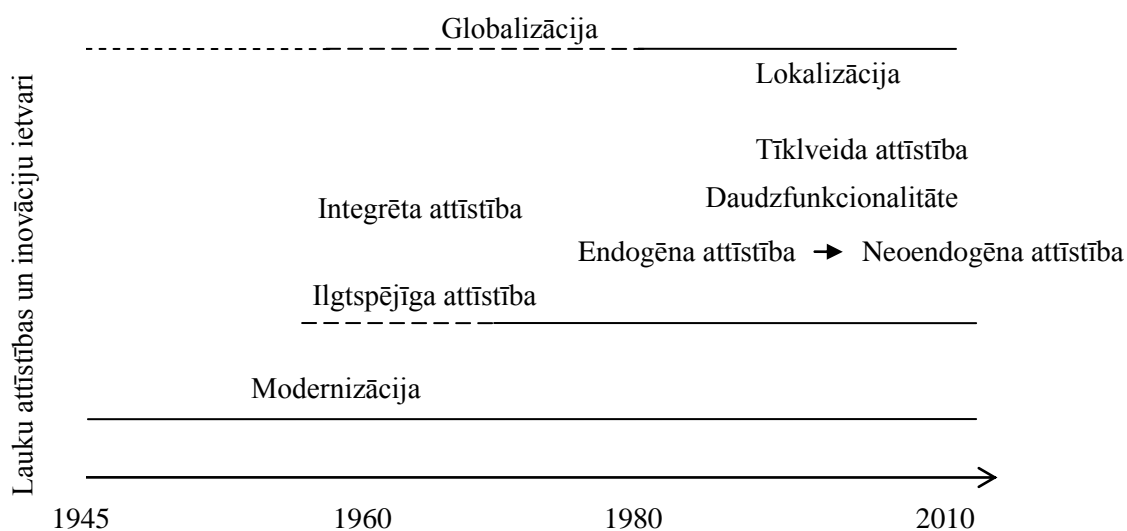 Globalizācija
Lokalizācija
Tīklveida attīstība
Daudzfunkcionalitāte
Integrēta attīstība
Endogēna attīstība Neoendogēna attīstība
Ilgtspējīga attīstība
Modernizācija
Lauku attīstības un inovāciju ietvari
1945 1960 1980 2010